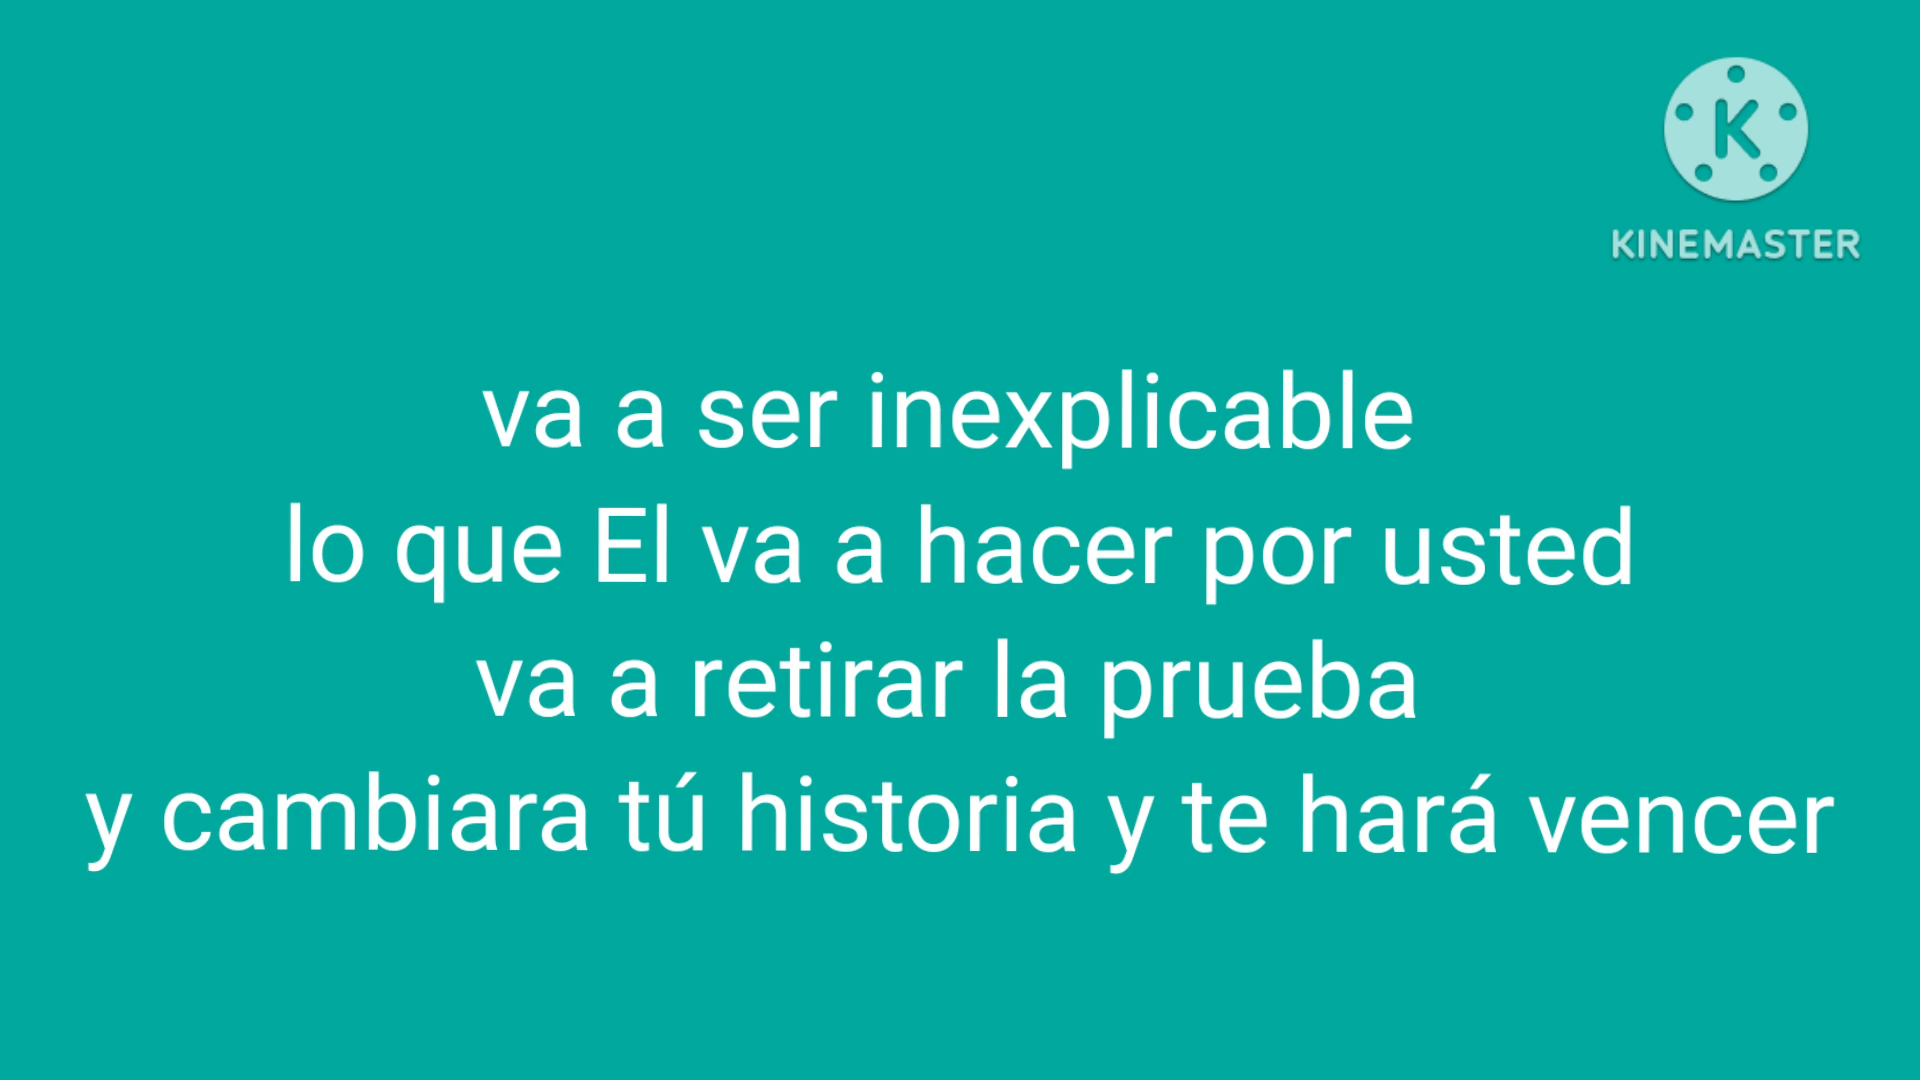 KINEMASTER
va a ser inexplicable
lo que El va a hacer por usted
va a retirar la prueba
y cambiara tú historia y te hará vencer